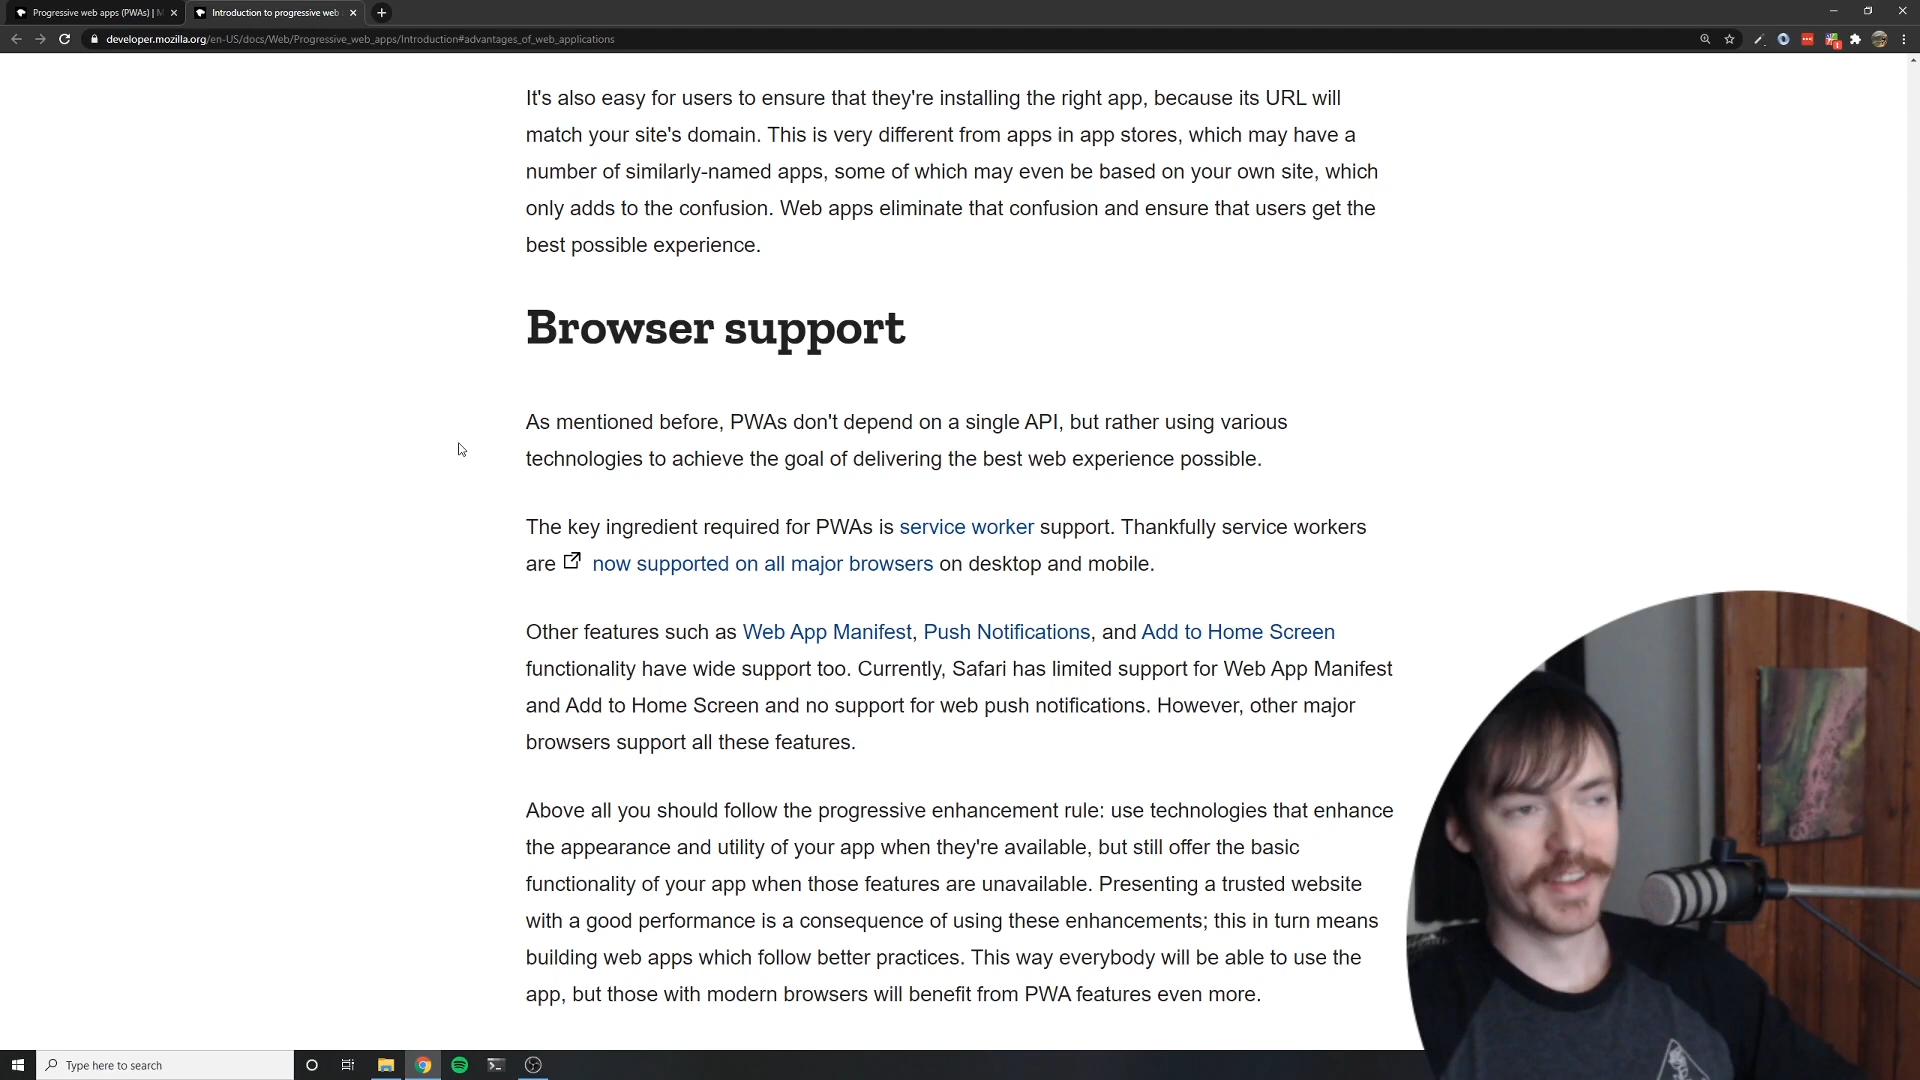 Progressive web apps (PWAs) | M
Introduction to progressive web
developer.mozilla.org/en-US/docs/Web/Progressive_web_apps/Introduction#advantages_of_web_applications
It's also easy for users to ensure that they're installing the right app, because its URL will
match your site's domain. This is very different from apps in app stores, which may have a
number of similarly-named apps, some of which may even be based on your own site, which
only adds to the confusion. Web apps eliminate that confusion and ensure that users get the
best possible experience.
Browser support
As mentioned before, PWAs don't depend on a single API, but rather using various
technologies to achieve the goal of delivering the best web experience possible.
The key ingredient required for PWAs is service worker support. Thankfully service workers
are now supported on all major browsers on desktop and mobile.
Other features such as Web App Manifest, Push Notifications, and Add to Home Screen
functionality have wide support too. Currently, Safari has limited support for Web App Manifest
and Add to Home Screen and no support for web push notifications. However, other major
browsers support all these features.
Above all you should follow the progressive enhancement rule: use technologies that enhance
the appearance and utility of your app when they're available, but still offer the basic
functionality of your app when those features are unavailable. Presenting a trusted website
with a good performance is a consequence of using these enhancements; this in turn means
building web apps which follow better practices. This way everybody will be able to use the
app, but those with modern browsers will benefit from PWA features even more.
Type here to search